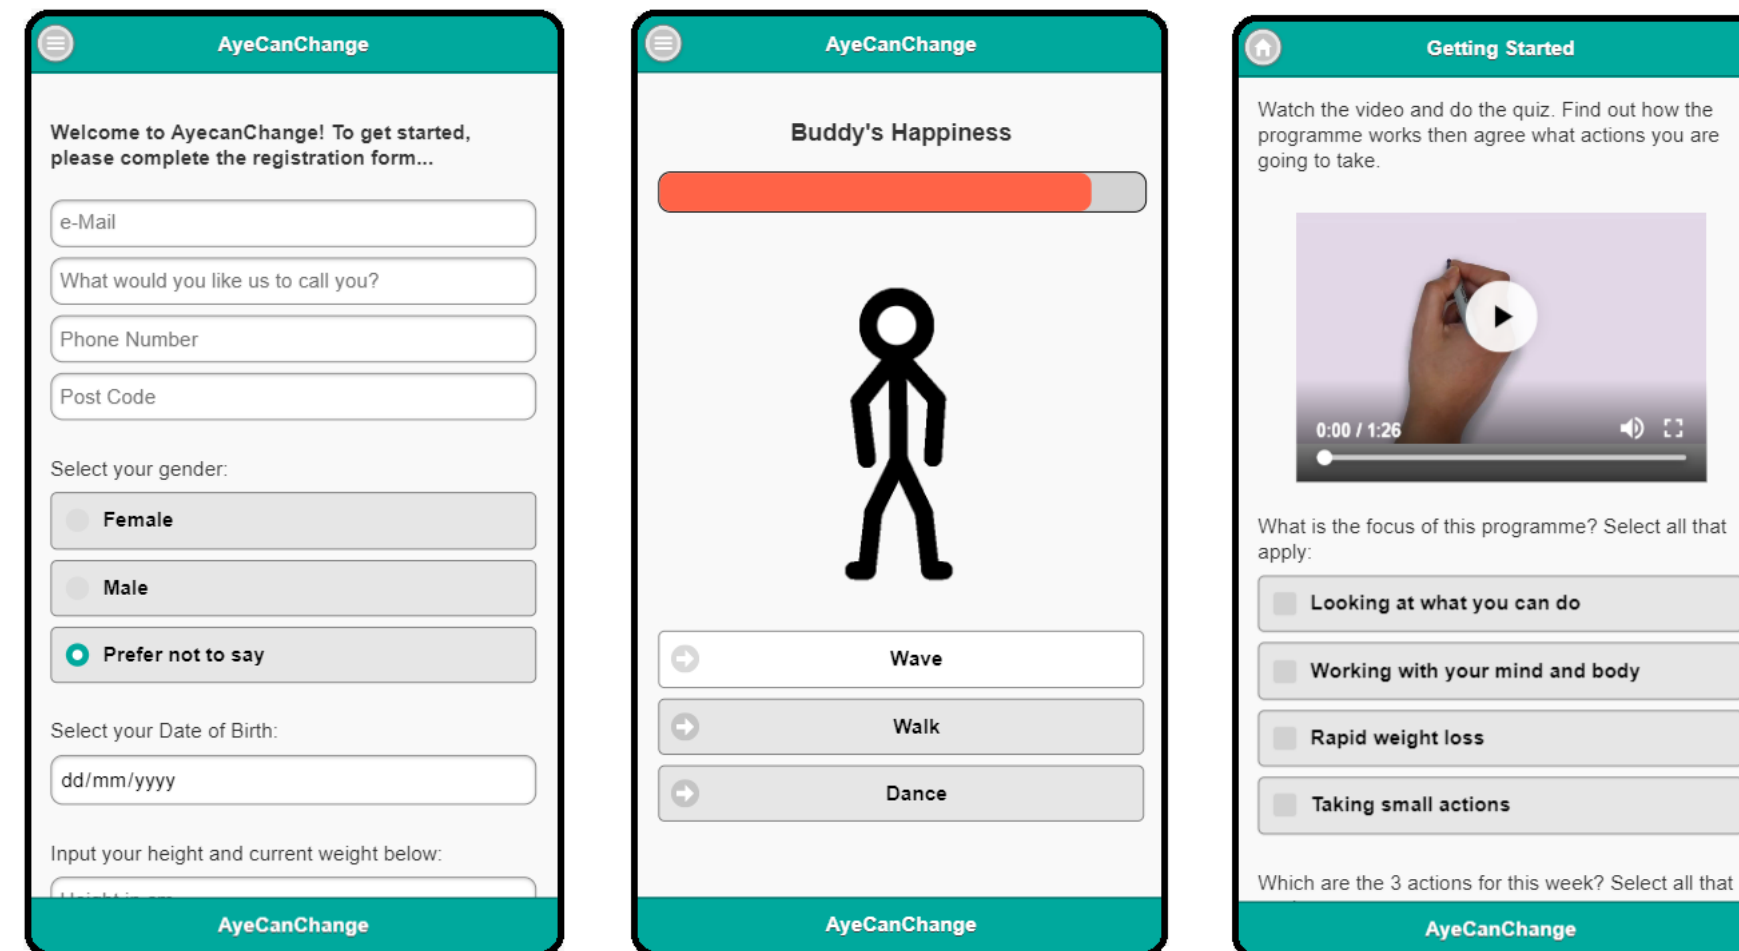 AyeCanChange
Welcome to AyecanChange! To get started,
please complete the registration form...
e-Mail
What would you like us to call you?
Phone Number
Post Code
Select your gender:
Female
Male
Prefer not to say
Select your Date of Birth:
dd/mm/yyyy
Input your height and current weight below:
AyeCanChange
AyeCanChange
Buddy's Happiness
Wave
Walk
Dance
AyeCanChange
Getting Started
Watch the video and do the quiz. Find out how the
programme works then agree what actions you are
going to take.
0:00 / 1:26
What is the focus of this programme? Select all that
apply:
Looking at what you can do
Working with your mind and body
Rapid weight loss
Taking small actions
Which are the 3 actions for this week? Select all that
AyeCanChange